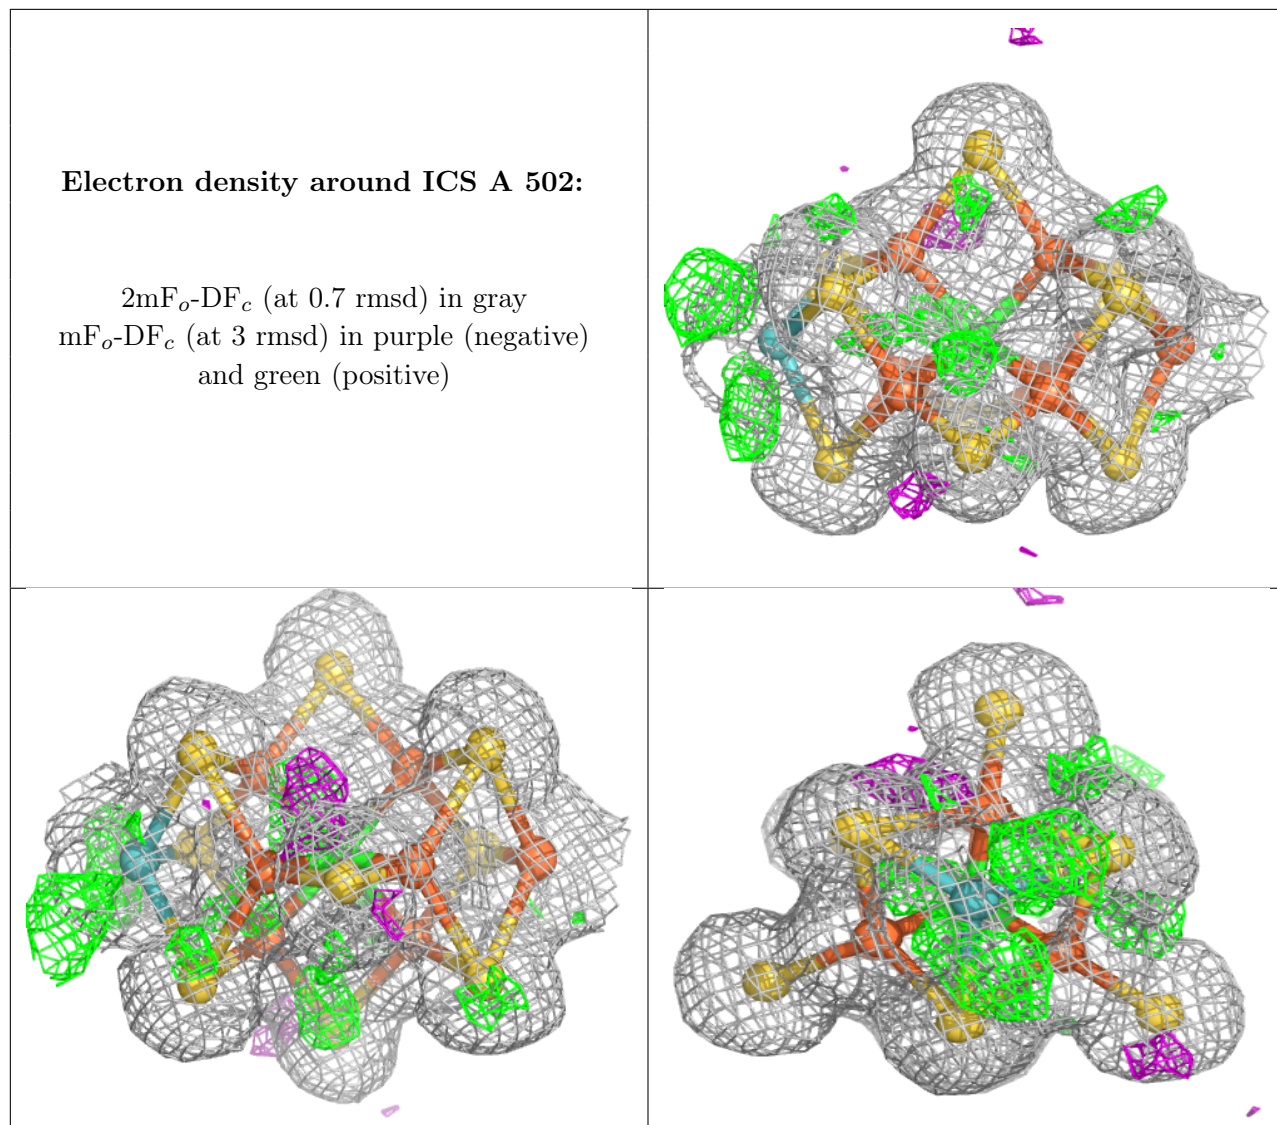 Electron density around ICS A 502:
2mFo-DFc (at 0.7 rmsd) in gray
mFo-DFc (at 3 rmsd) in purple (negative)
and green (positive)